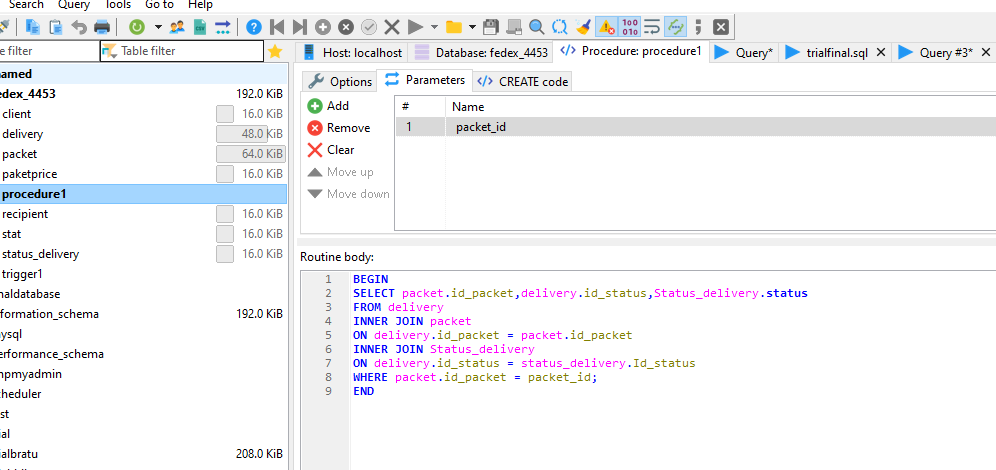 Search Query Tools Go to Help
e filter Table filter
Host: localhost Database: fedex_4453 Procedure: procedure1 Query* trialfinal.sql Query #3*
named
edex_4453 192.0 KiB
client 16.0 KiB
delivery 48.0 KiB
packet 64.0 KiB
paketprice 16.0 KiB
procedure1
recipient 16.0 KiB
stat 16.0 KiB
status_delivery 16.0 KiB
trigger1
naldatabase
formation_schema 192.0 KiB
ysql
erformance_schema
hpmyadmin
cheduler
st
ial
ialbratu 208.0 KiB
Options Parameters CREATE code
Add
Remove
Clear
Move up
Move down
# Name
1 packet_id
Routine body:
1 BEGIN
2 SELECT packet.id_packet,delivery.id_status,Status_delivery.status
3 FROM delivery
4 INNER JOIN packet
5 ON delivery.id_packet = packet.id_packet
6 INNER JOIN Status_delivery
7 ON delivery.id_status = status_delivery.Id_status
8 WHERE packet.id_packet = packet_id;
9 END